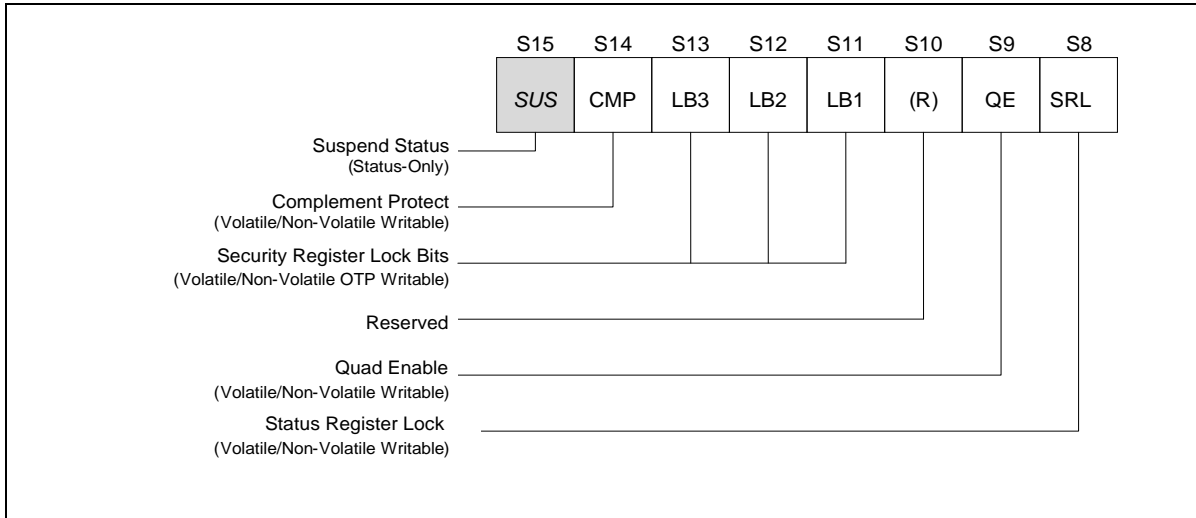 S15 S14 S13 S12 S11 S10 S9 S8
SUS CMP LB3 LB2 LB1 (R) QE SRL
Suspend Status
(Status-Only)
Complement Protect
(Volatile/Non-Volatile Writable)
Security Register Lock Bits
(Volatile/Non-Volatile OTP Writable)
Reserved
Quad Enable
(Volatile/Non-Volatile Writable)
Status Register Lock
(Volatile/Non-Volatile Writable)